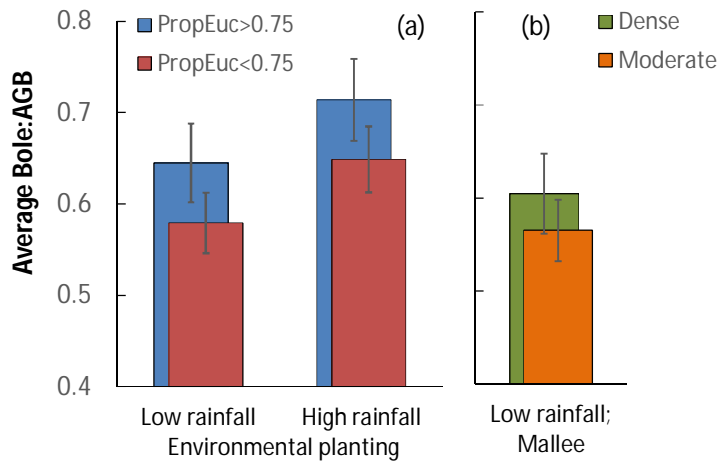 0.8
0.7
0.6
0.5
0.4
Average Bole:AGB
PropEuc>0.75
PropEuc<0.75
(a)
(b)
Dense
Moderate
Low rainfall
High rainfall
Environmental planting
Low rainfall;
Mallee